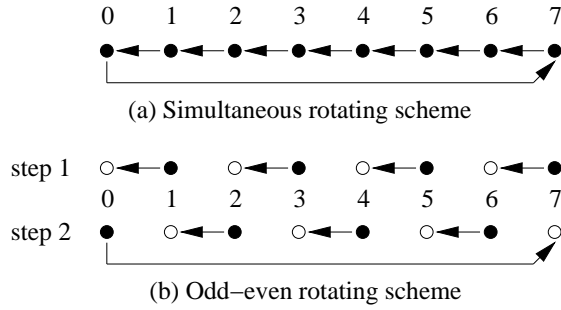 0 1 2 3 4 5 6 7
(a) Simultaneous rotating scheme
step 1
0 1 2 3 4 5 6 7
step 2
(b) Odd−even rotating scheme